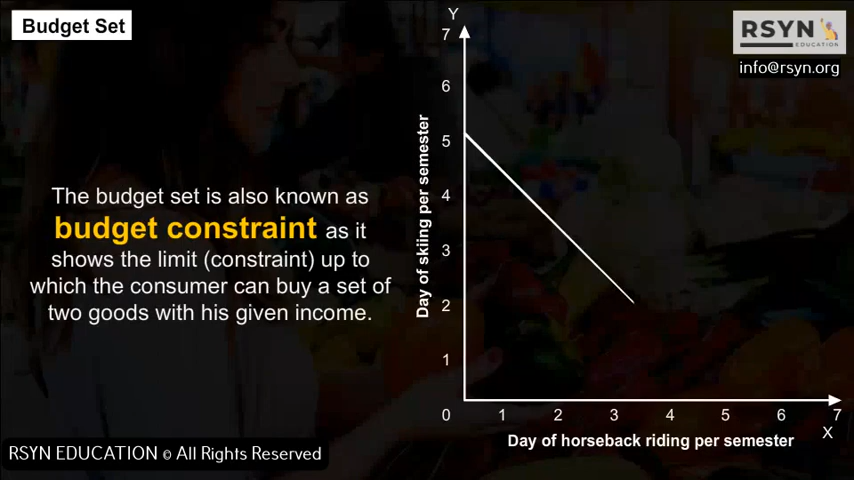 Budget Set
The budget set is also known as
budget constraint as it
shows the limit (constraint) up to
which the consumer can buy a set of
two goods with his given income.
Y
7
6
5
4
3
2
1
0 1 2 3 4 5 6 7
X
Day of skiing per semester
Day of horseback riding per semester
RSYN
EDUCATION
info@rsyn.org
RSYN EDUCATION © All Rights Reserved